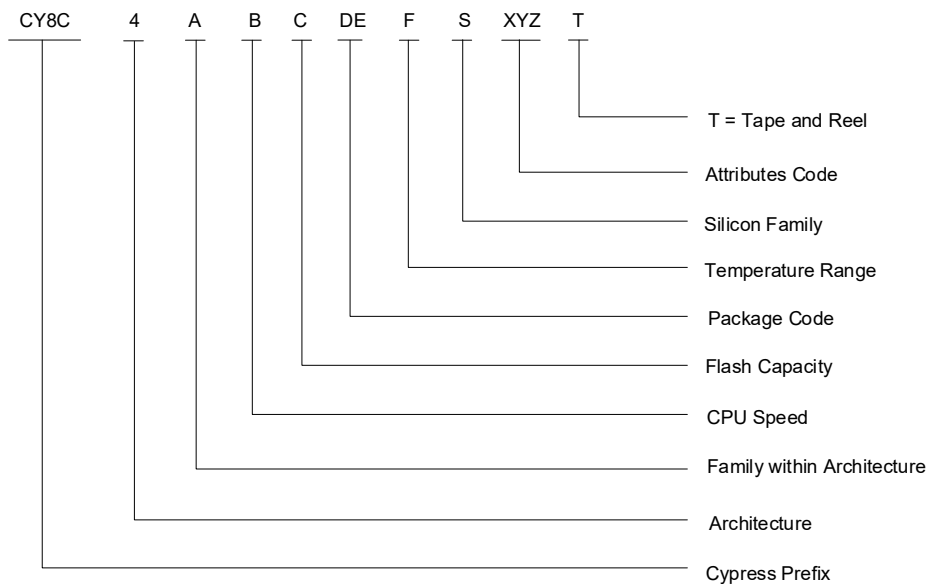 CY8C 4 A B C DE F S XYZ T
T = Tape and Reel
Attributes Code
Silicon Family
Temperature Range
Package Code
Flash Capacity
CPU Speed
Family within Architecture
Architecture
Cypress Prefix